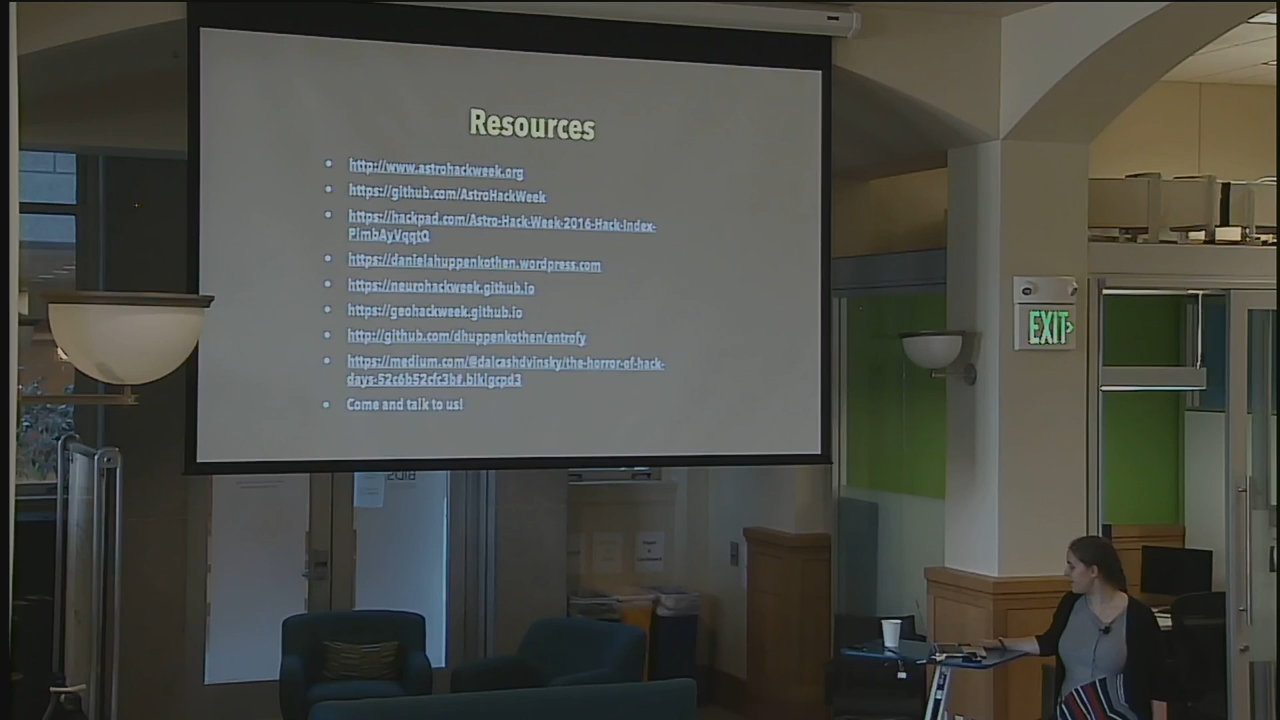 Resources
http://www.astrohackweek.org
https://github.com/AstroHackWeek
https://hackpad.com/Astro-Hack-Week-2016-Hack-Index-
PlmbAyVqqtQ
https://danielahuppenkothen.wordpress.com
https://neurohackweek.github.io
https://geohackweek.github.io
http://github.com/dhuppenkothen/entrofy
https://medium.com/@dalcashdvinsky/the-horror-of-hack-
days-52c6b52cfc3b#.biklgcpd3
Come and talk to us!
EXIT